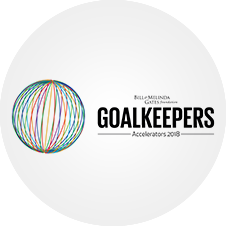 BILL & MELINDA
GATES foundation
GOALKEEPERS
Accelerators 2018